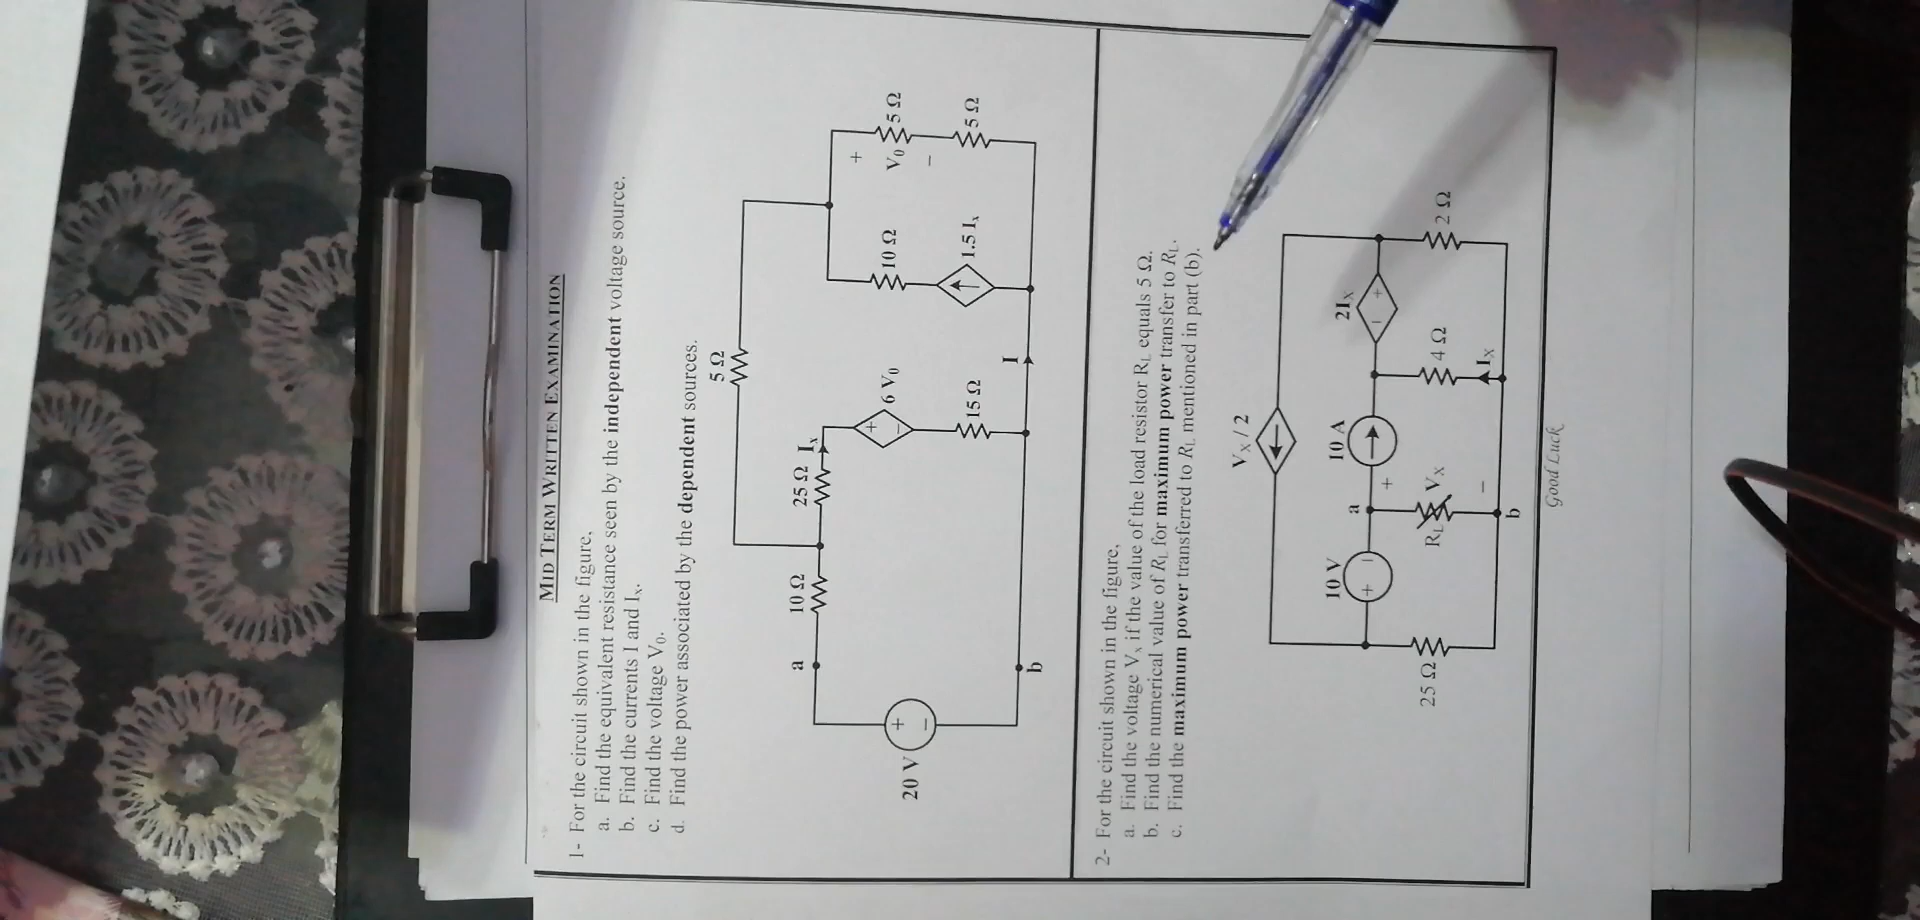 MID TERM WRITTEN EXAMINATION
1- For the circuit shown in the figure,
a. Find the equivalent resistance seen by the independent voltage source.
b. Find the currents I and Iₓ.
c. Find the voltage V₀.
d. Find the power associated by the dependent sources.
5 Ω
10 Ω
25 Ω
Iₓ
a
20 V
+
−
+
−
6 V₀
15 Ω
10 Ω
1.5 Iₓ
+
V₀
−
5 Ω
5 Ω
I
b
2- For the circuit shown in the figure,
a. Find the voltage Vₓ if the value of the load resistor R_L equals 5 Ω.
b. Find the numerical value of R_L for maximum power transfer to R_L.
c. Find the maximum power transferred to R_L mentioned in part (b).
Vₓ / 2
10 V
a
10 A
2Iₓ
+
−
−
+
25 Ω
R_L
+
Vₓ
−
4 Ω
Iₓ
2 Ω
b
Good Luck